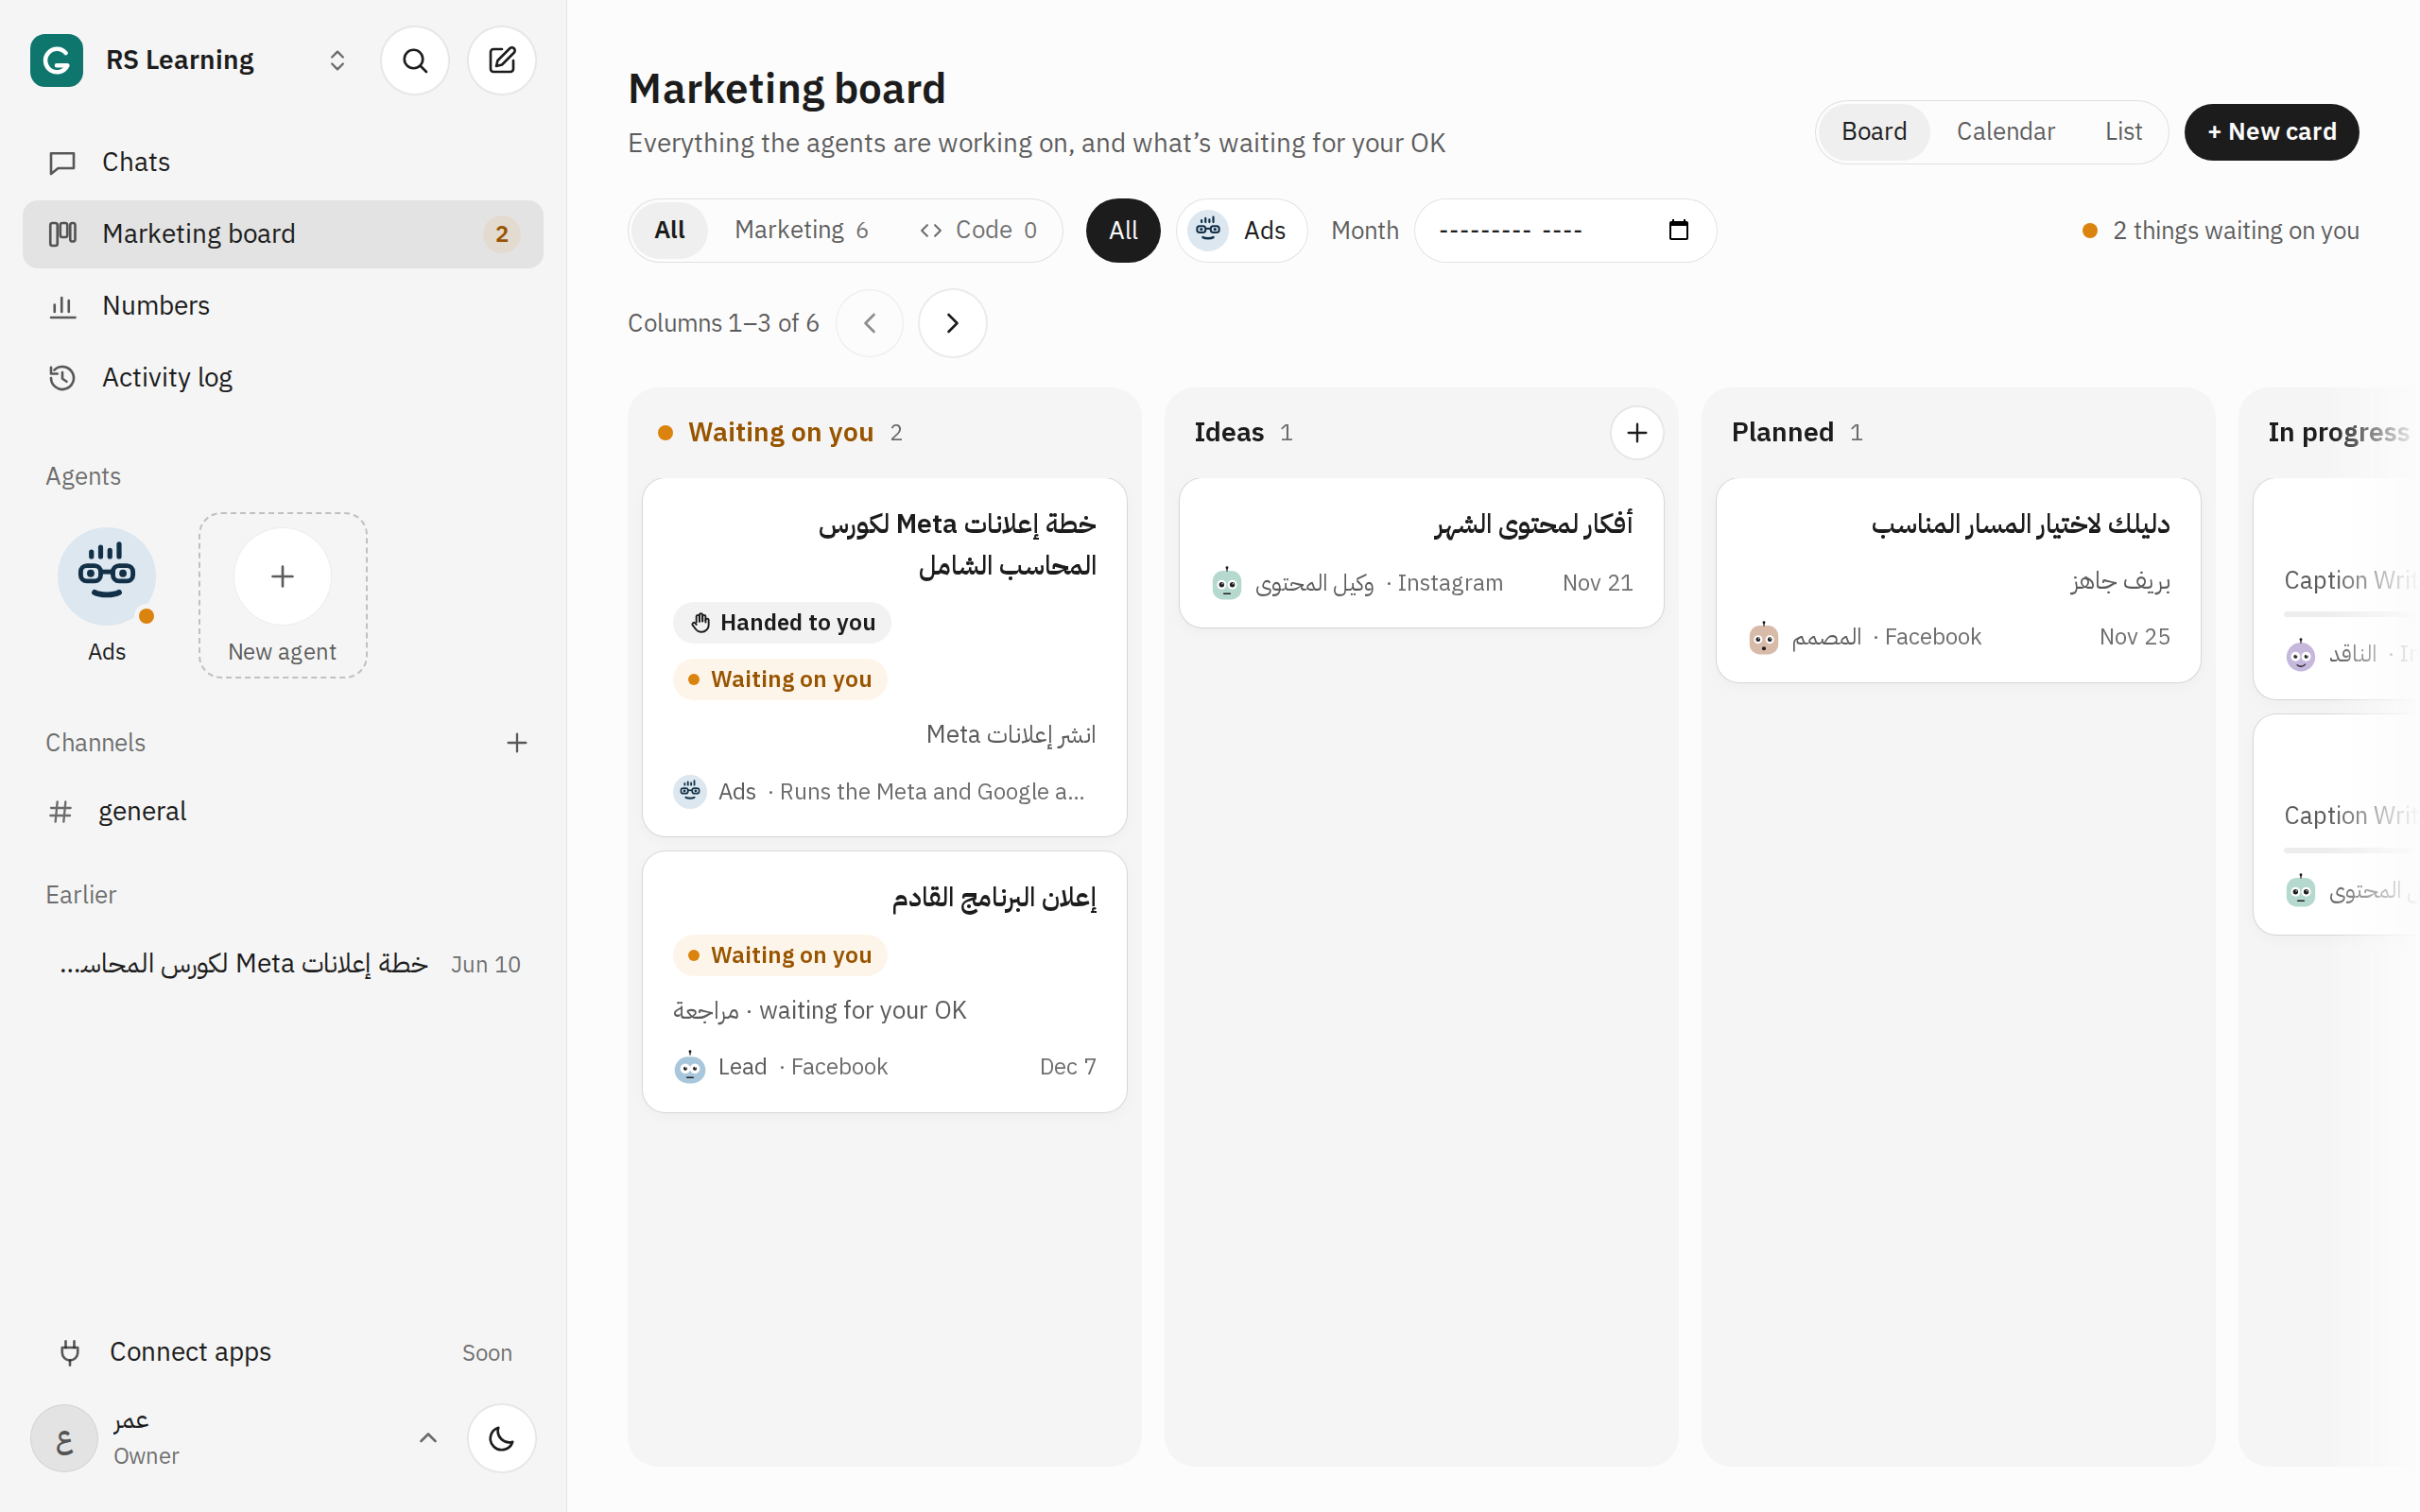 RS Learning
Chats
Marketing board 2
Numbers
Activity log
Agents
Ads
New agent
Channels
general
Earlier
خطة إعلانات Meta لكورس المحاسـ... Jun 10
Connect apps Soon
ع
عمر
Owner
Marketing board
Everything the agents are working on, and what’s waiting for your OK
Board Calendar List + New card
All Marketing 6 Code 0 All Ads Month --------- ---- 2 things waiting on you
Columns 1–3 of 6
Waiting on you 2
خطة إعلانات Meta لكورس
المحاسب الشامل
Handed to you
Waiting on you
انشر إعلانات Meta
Ads · Runs the Meta and Google a...
إعلان البرنامج القادم
Waiting on you
مراجعة · waiting for your OK
Lead · Facebook Dec 7
Ideas 1
أفكار لمحتوى الشهر
وكيل المحتوى · Instagram Nov 21
Planned 1
دليلك لاختيار المسار المناسب
بريف جاهز
المصمم · Facebook Nov 25
In progress
Caption Writ
الناقد · In
Caption Writ
المحتوى